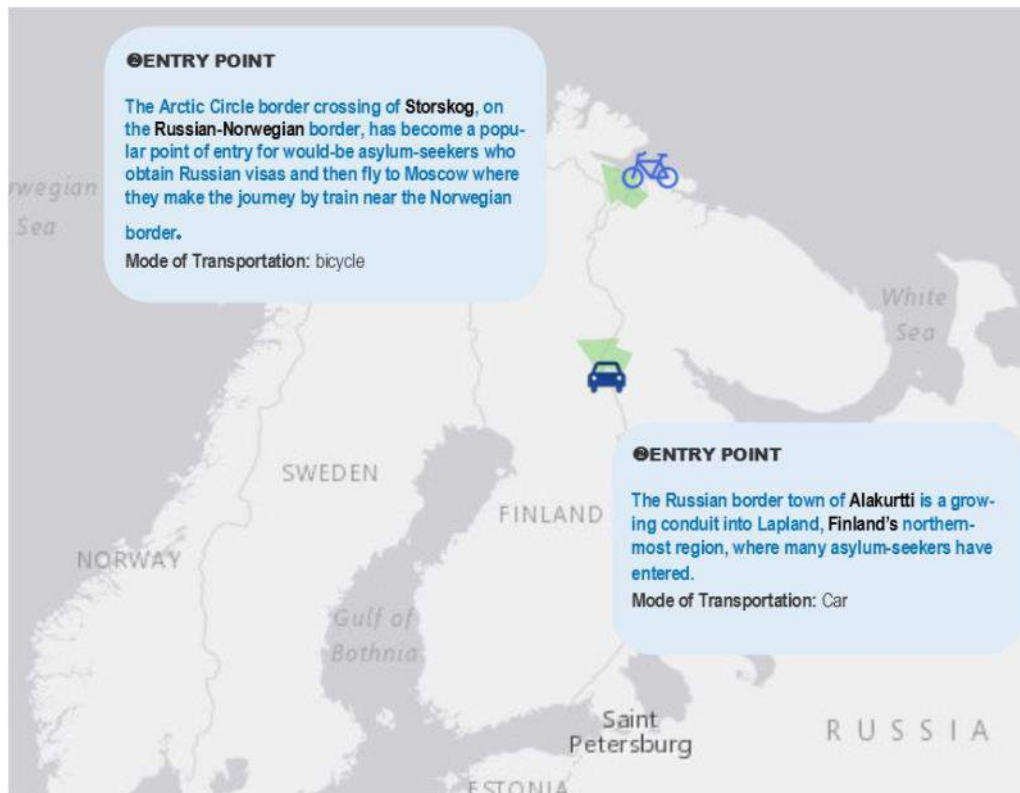 ❷ENTRY POINT
The Arctic Circle border crossing of Storskog, on
the Russian-Norwegian border, has become a popu-
lar point of entry for would-be asylum-seekers who
obtain Russian visas and then fly to Moscow where
they make the journey by train near the Norwegian
border.
Mode of Transportation: bicycle
rwegian
Sea
White
Sea
❷ENTRY POINT
The Russian border town of Alakurtti is a grow-
ing conduit into Lapland, Finland's northern-
most region, where many asylum-seekers have
entered.
Mode of Transportation: Car
SWEDEN
FINLAND
NORWAY
Gulf of
Bothnia
Saint
Petersburg
RUSSIA
ESTONIA